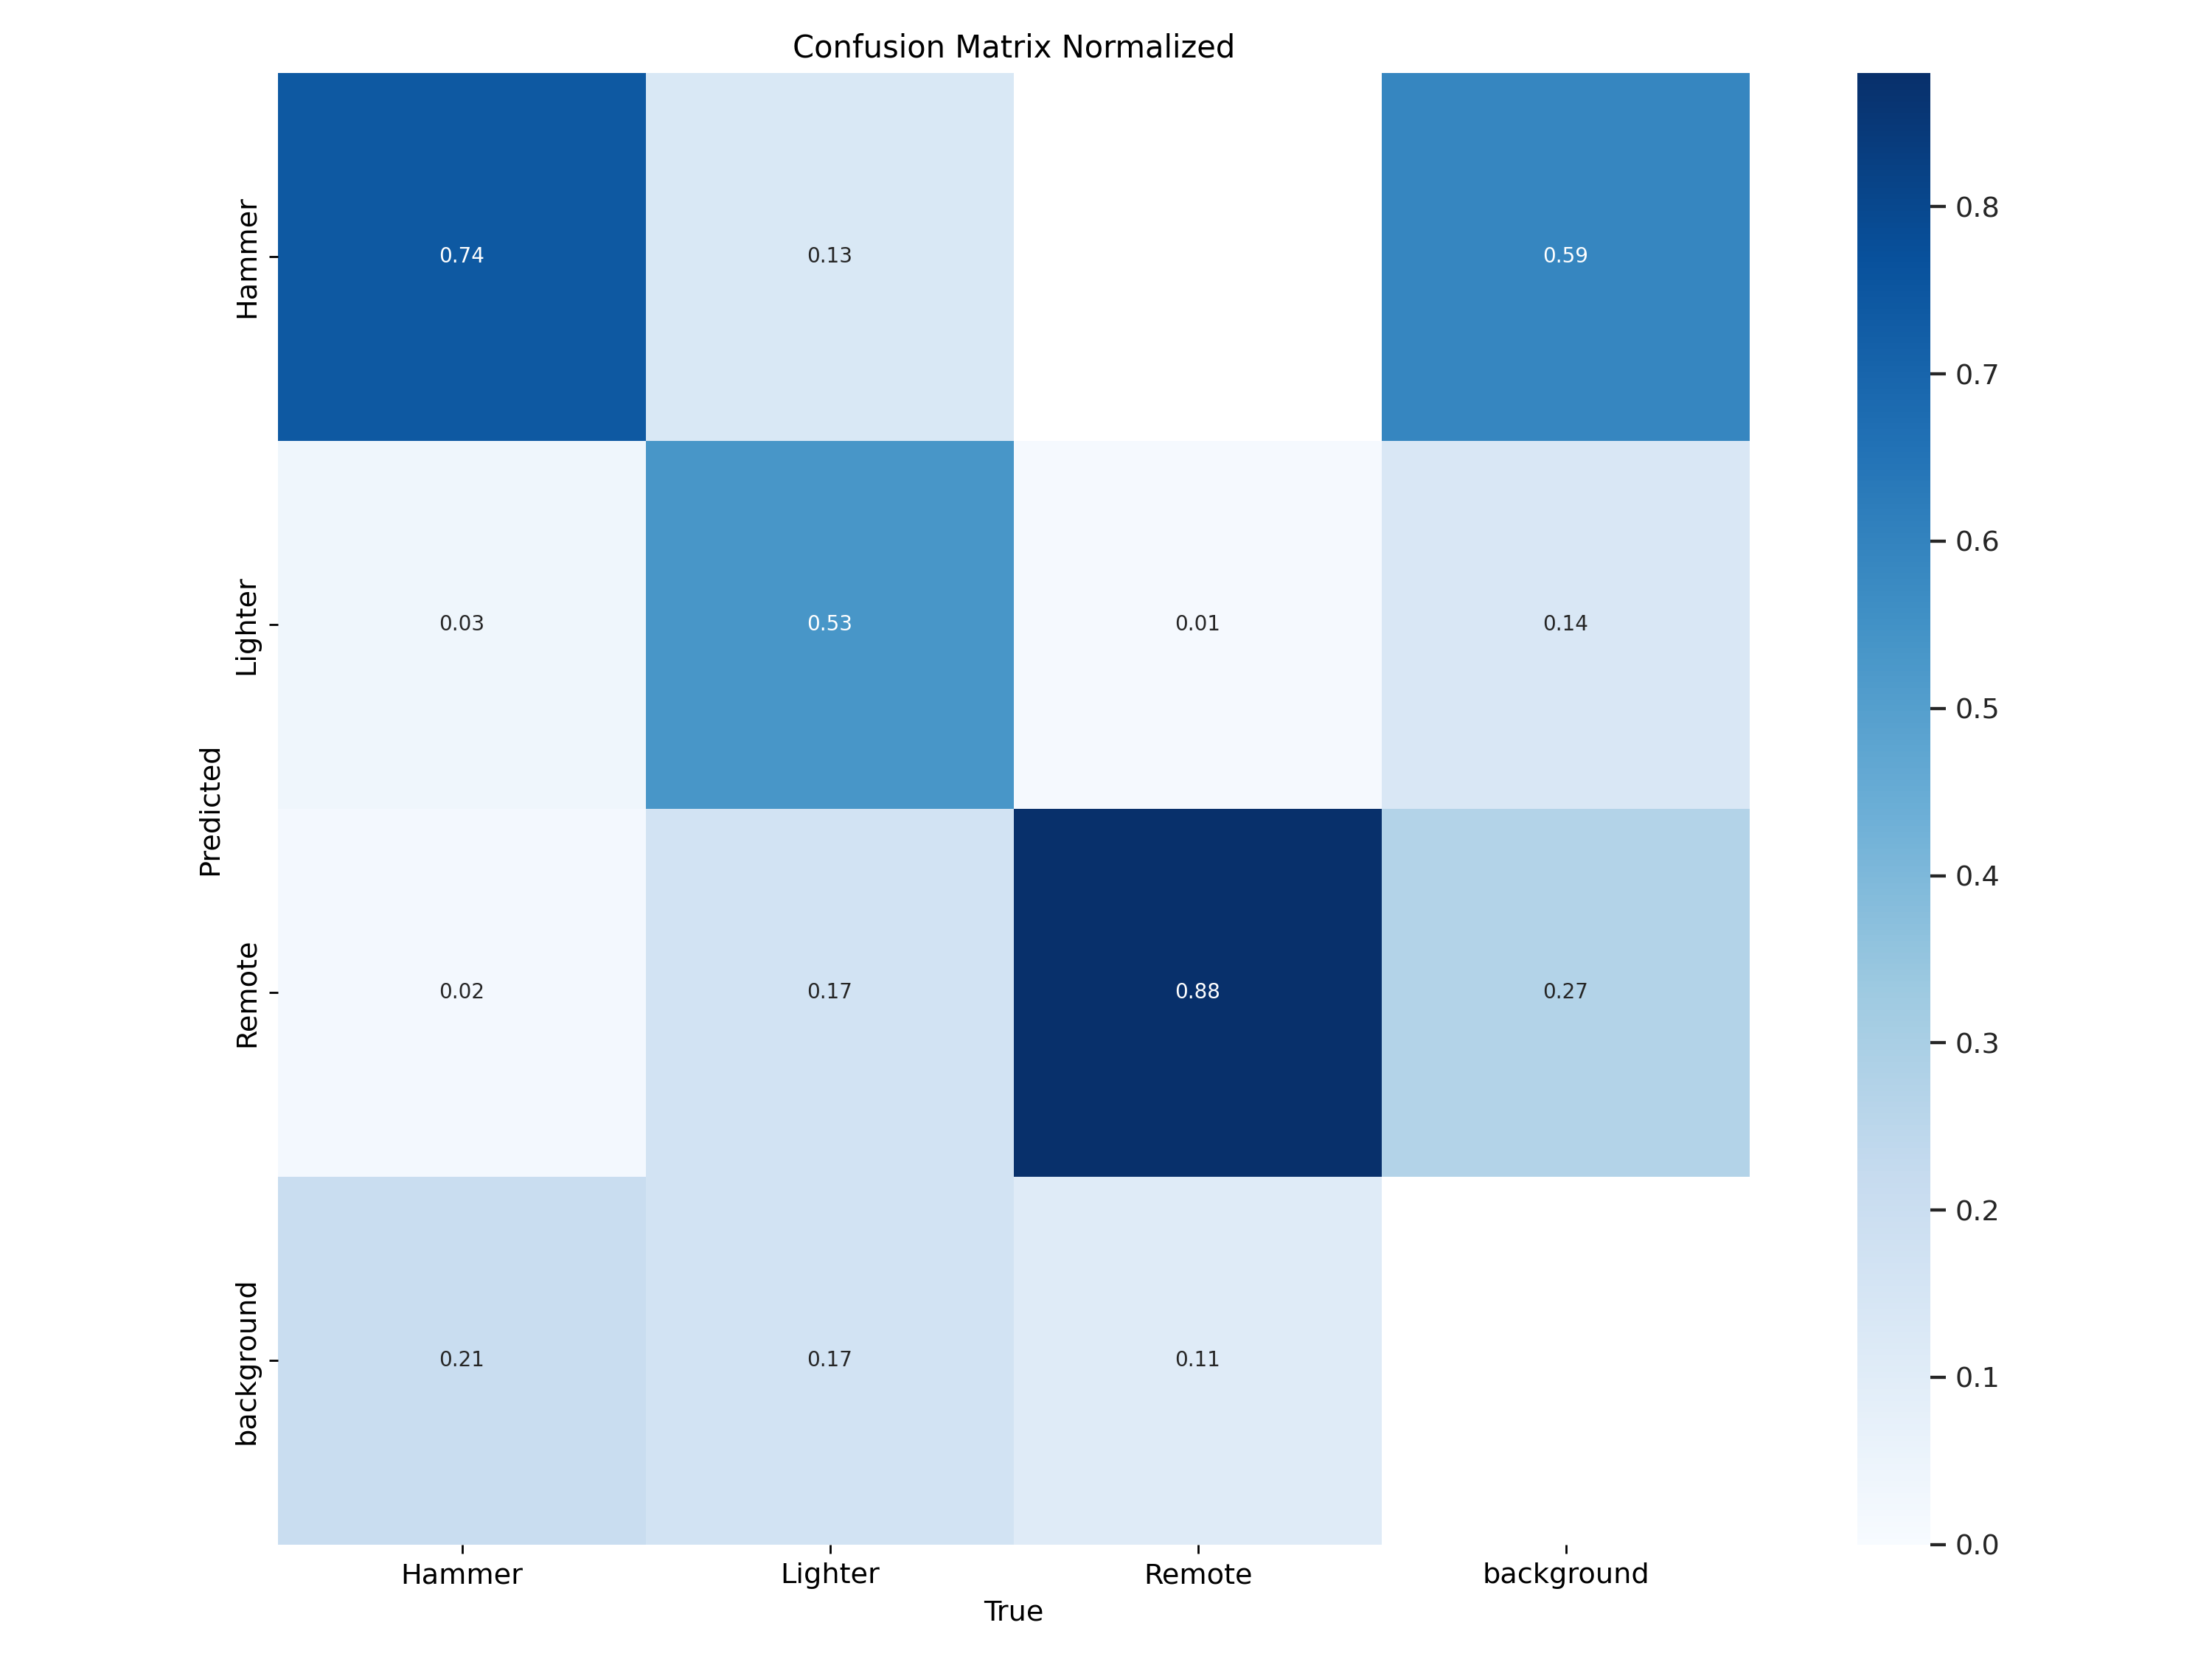 Confusion Matrix Normalized
Hammer
0.74
0.13
0.59
Lighter
0.03
0.53
0.01
0.14
Remote
0.02
0.17
0.88
0.27
background
0.21
0.17
0.11
Predicted
Hammer
Lighter
Remote
background
True
0.8
0.7
0.6
0.5
0.4
0.3
0.2
0.1
0.0